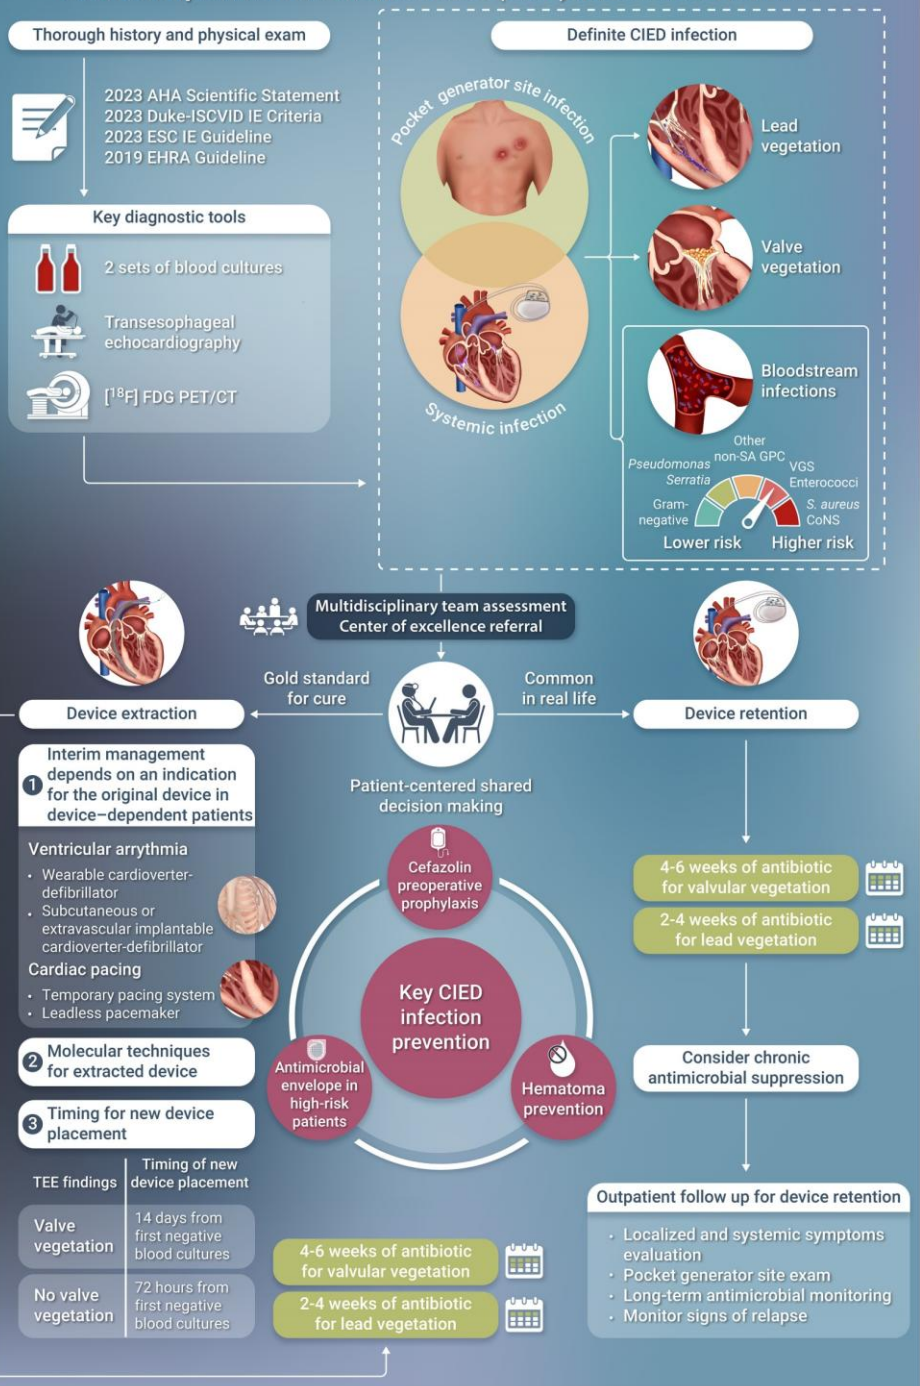 Thorough history and physical exam
2023 AHA Scientific Statement
2023 Duke-ISCVID IE Criteria
2023 ESC IE Guideline
2019 EHRA Guideline
Key diagnostic tools
2 sets of blood cultures
Transesophageal
echocardiography
[¹⁸F] FDG PET/CT
Definite CIED infection
Pocket generator site infection
Systemic infection
Lead
vegetation
Valve
vegetation
Bloodstream
infections
Other
non-SA GPC
Pseudomonas
Serratia
VGS
Enterococci
Gram-
negative
S. aureus
CoNS
Lower risk
Higher risk
Multidisciplinary team assessment
Center of excellence referral
Gold standard
for cure
Common
in real life
Device extraction
Device retention
Patient-centered shared
decision making
1
Interim management
depends on an indication
for the original device in
device–dependent patients
Ventricular arrythmia
• Wearable cardioverter-
defibrillator
• Subcutaneous or
extravascular implantable
cardioverter-defibrillator
Cardiac pacing
• Temporary pacing system
• Leadless pacemaker
2
Molecular techniques
for extracted device
3
Timing for new device
placement
TEE findings
Timing of new
device placement
Valve
vegetation
14 days from
first negative
blood cultures
No valve
vegetation
72 hours from
first negative
blood cultures
Cefazolin
preoperative
prophylaxis
Key CIED
infection
prevention
Antimicrobial
envelope in
high-risk
patients
Hematoma
prevention
4-6 weeks of antibiotic
for valvular vegetation
2-4 weeks of antibiotic
for lead vegetation
4-6 weeks of antibiotic
for valvular vegetation
2-4 weeks of antibiotic
for lead vegetation
Consider chronic
antimicrobial suppression
Outpatient follow up for device retention
• Localized and systemic symptoms
evaluation
• Pocket generator site exam
• Long-term antimicrobial monitoring
• Monitor signs of relapse